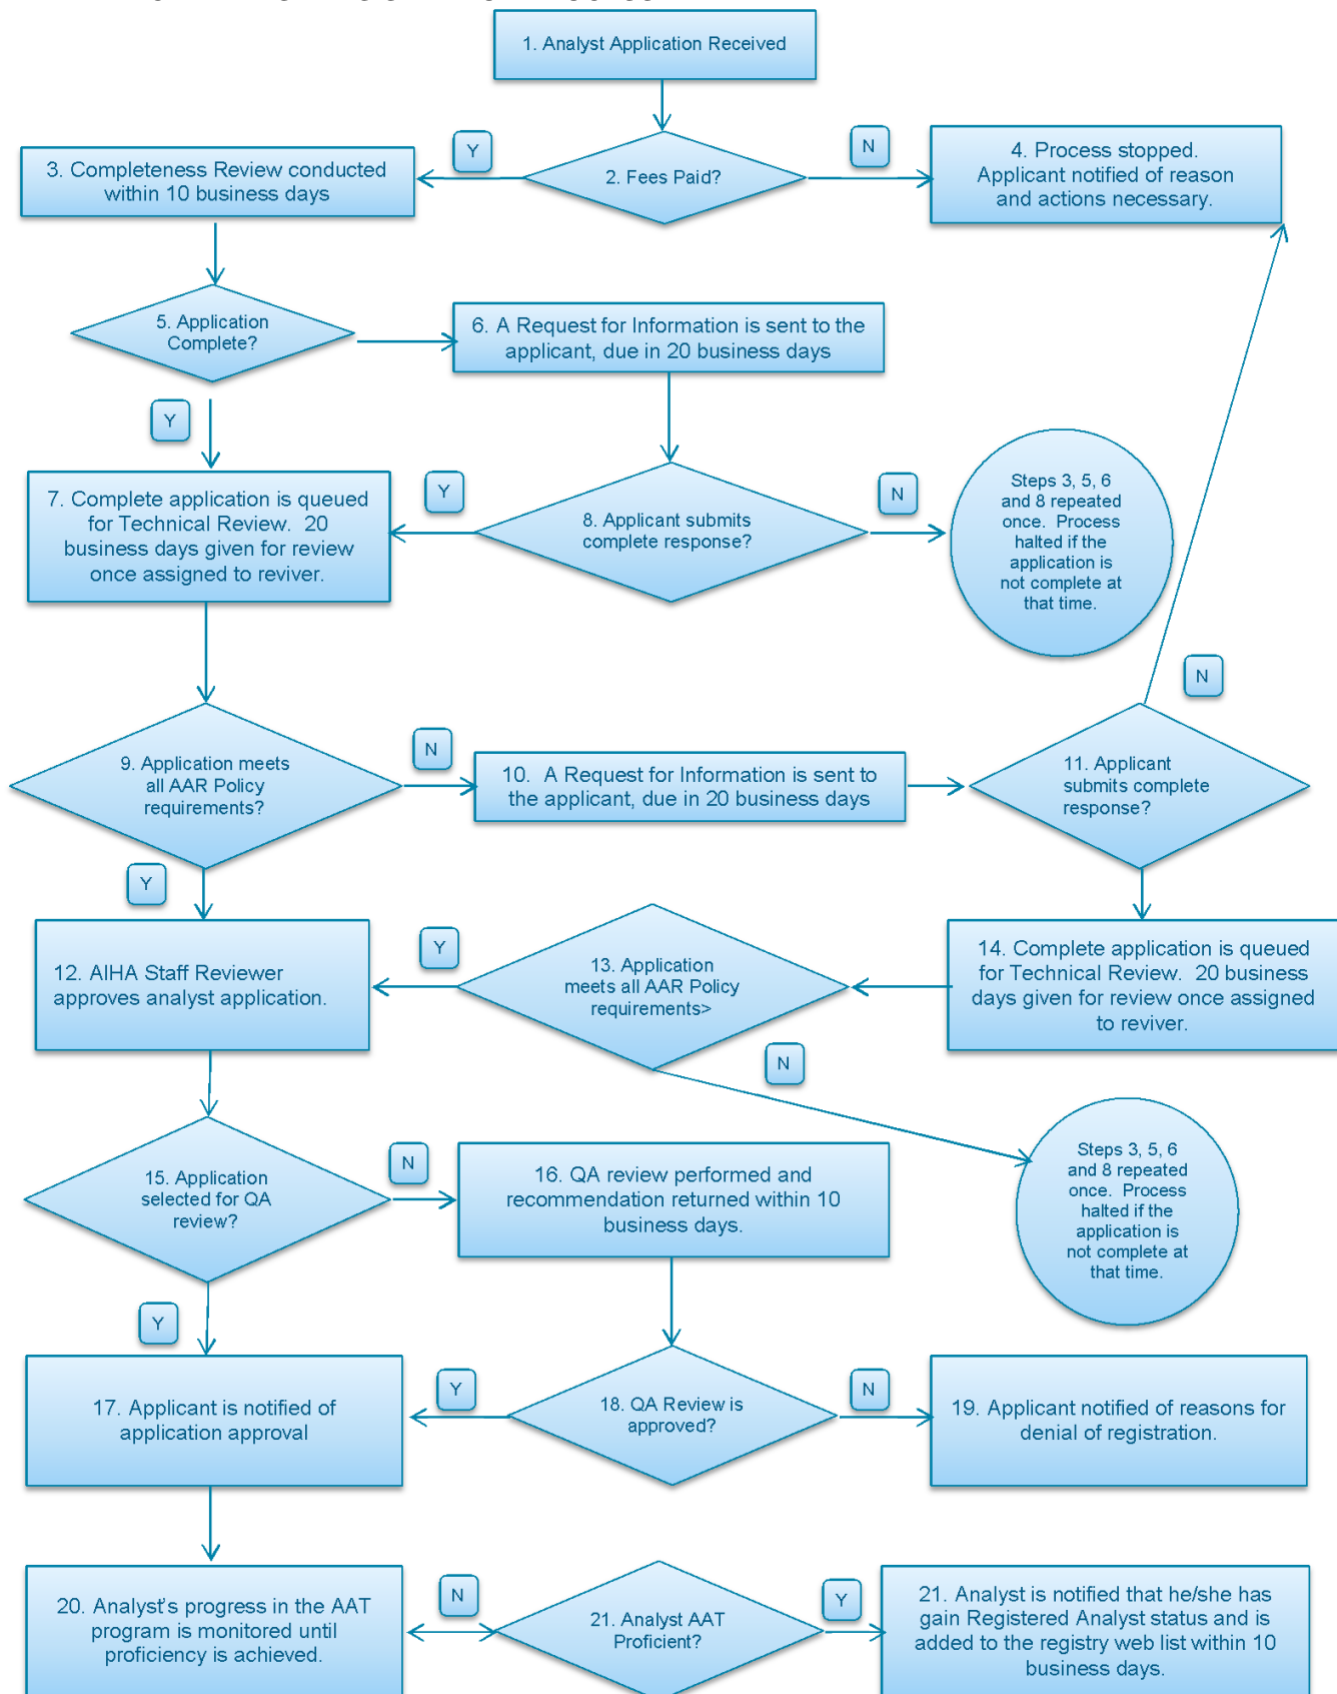 1. Analyst Application Received
Y
N
3. Completeness Review conducted
within 10 business days
2. Fees Paid?
4. Process stopped.
Applicant notified of reason
and actions necessary.
5. Application
Complete?
6. A Request for Information is sent to the
applicant, due in 20 business days
Y
7. Complete application is queued
for Technical Review. 20
business days given for review
once assigned to reviver.
Y
8. Applicant submits
complete response?
N
Steps 3, 5, 6
and 8 repeated
once. Process
halted if the
application is
not complete at
that time.
N
9. Application meets
all AAR Policy
requirements?
N
10. A Request for Information is sent to
the applicant, due in 20 business days
11. Applicant
submits complete
response?
Y
12. AIHA Staff Reviewer
approves analyst application.
Y
13. Application
meets all AAR Policy
requirements>
14. Complete application is queued
for Technical Review. 20 business
days given for review once assigned
to reviver.
N
15. Application
selected for QA
review?
N
16. QA review performed and
recommendation returned within 10
business days.
Steps 3, 5, 6
and 8 repeated
once. Process
halted if the
application is
not complete at
that time.
Y
17. Applicant is notified of
application approval
Y
18. QA Review is
approved?
N
19. Applicant notified of reasons for
denial of registration.
20. Analyst's progress in the AAT
program is monitored until
proficiency is achieved.
N
21. Analyst AAT
Proficient?
Y
21. Analyst is notified that he/she has
gain Registered Analyst status and is
added to the registry web list within 10
business days.